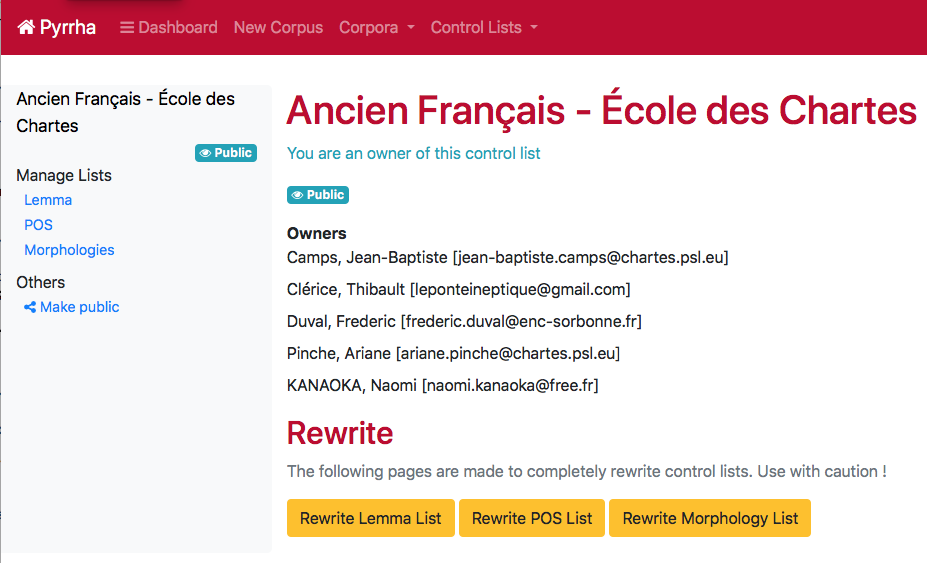 Pyrrha Dashboard New Corpus Corpora Control Lists
Ancien Français - École des
Chartes
Public
Manage Lists
Lemma
POS
Morphologies
Others
Make public
Ancien Français - École des Chartes
You are an owner of this control list
Public
Owners
Camps, Jean-Baptiste [jean-baptiste.camps@chartes.psl.eu]
Clérice, Thibault [leponteineptique@gmail.com]
Duval, Frederic [frederic.duval@enc-sorbonne.fr]
Pinche, Ariane [ariane.pinche@chartes.psl.eu]
KANAOKA, Naomi [naomi.kanaoka@free.fr]
Rewrite
The following pages are made to completely rewrite control lists. Use with caution !
Rewrite Lemma List Rewrite POS List Rewrite Morphology List